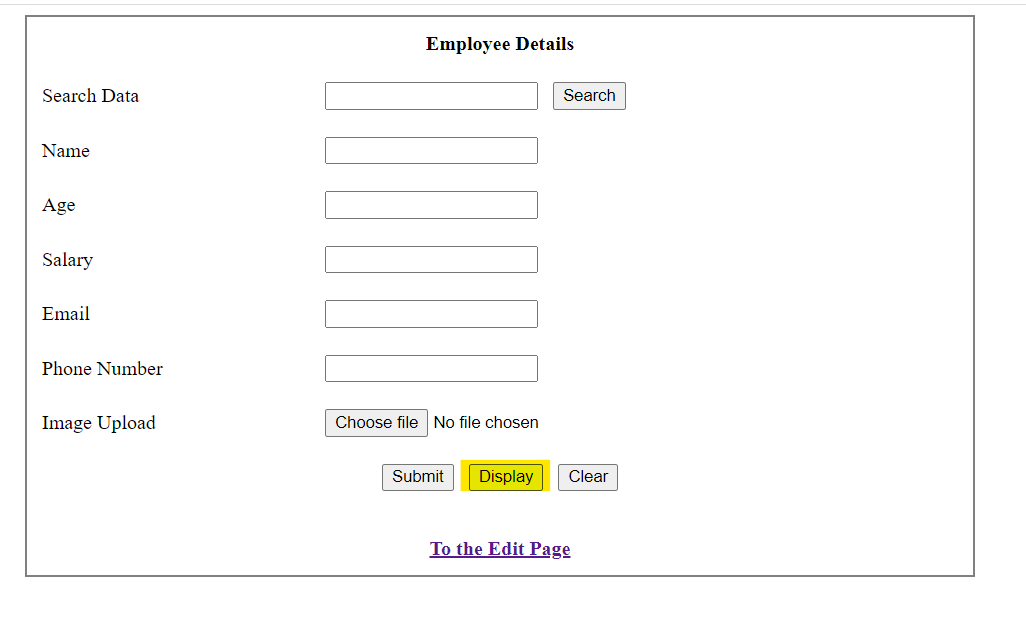 Employee Details
Search Data Search
Name
Age
Salary
Email
Phone Number
Image Upload Choose file No file chosen
Submit Display Clear
To the Edit Page